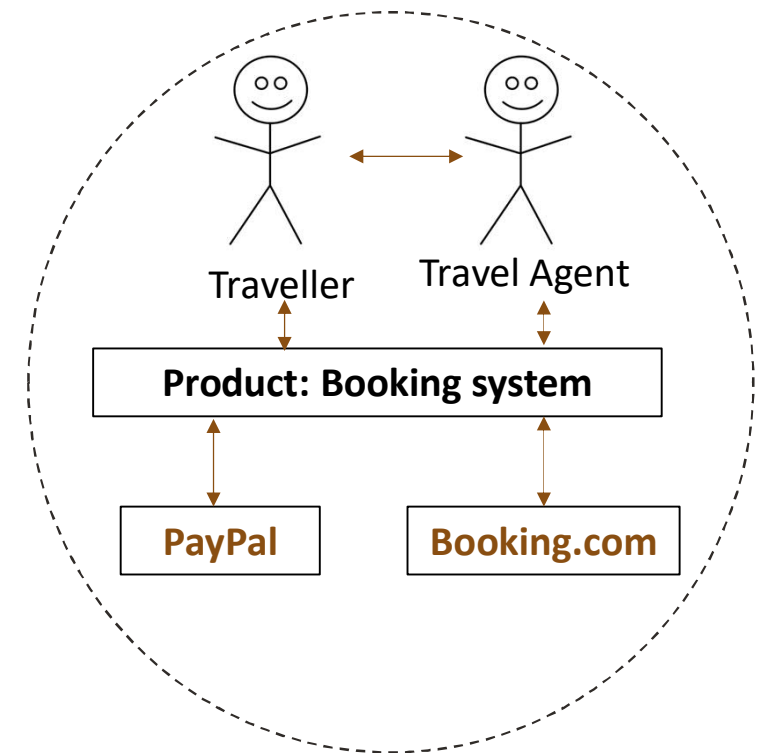 Traveller
Travel Agent
Product: Booking system
PayPal
Booking.com